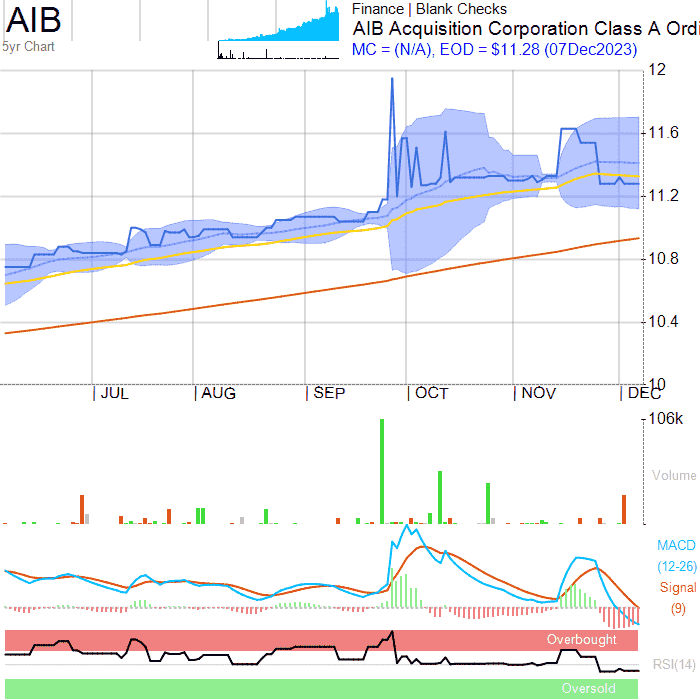 AIB
5yr Chart
Finance | Blank Checks
AIB Acquisition Corporation Class A Ordi
MC = (N/A), EOD = $11.28 (07Dec2023)
12
11.6
11.2
10.8
10.4
10
JUL AUG SEP OCT NOV DEC
106k
Volume
MACD
(12-26)
Signal
(9)
Overbought
RSI(14)
Oversold